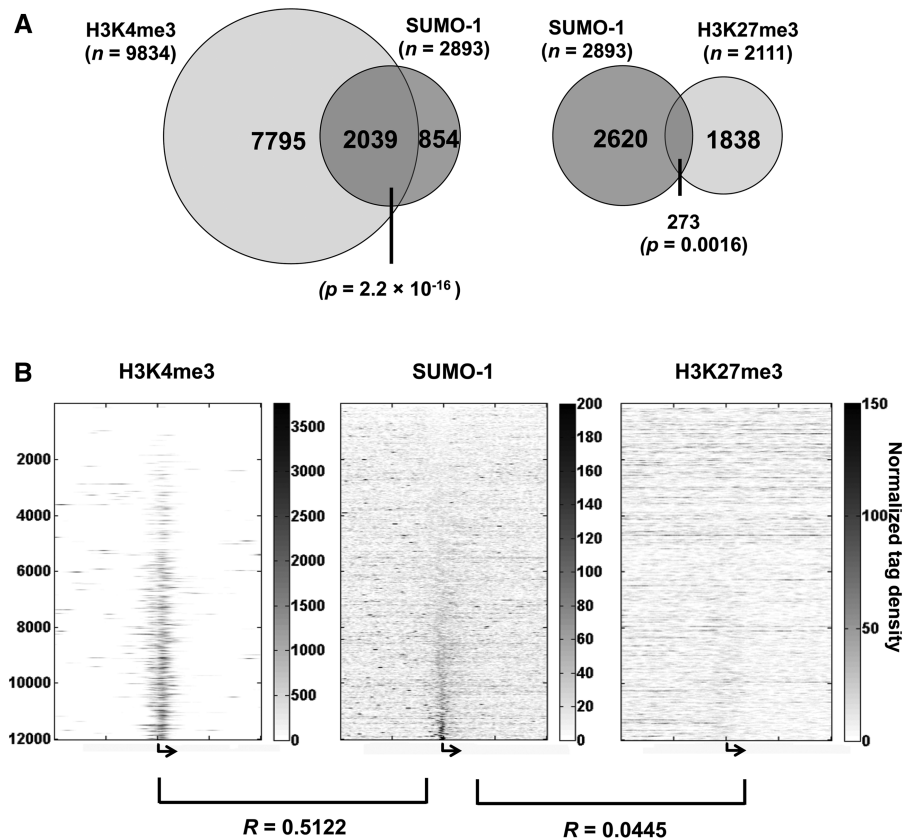 A
H3K4me3
(n = 9834)
SUMO-1
(n = 2893)
7795
2039
854
(p = 2.2 × 10⁻¹⁶ )
SUMO-1
(n = 2893)
H3K27me3
(n = 2111)
2620
1838
273
(p = 0.0016)
B
H3K4me3
2000
4000
6000
8000
10000
12000
3500
3000
2500
2000
1500
1000
500
0
SUMO-1
200
180
160
140
120
100
80
60
40
20
0
H3K27me3
150
100
50
0
Normalized tag density
R = 0.5122
R = 0.0445